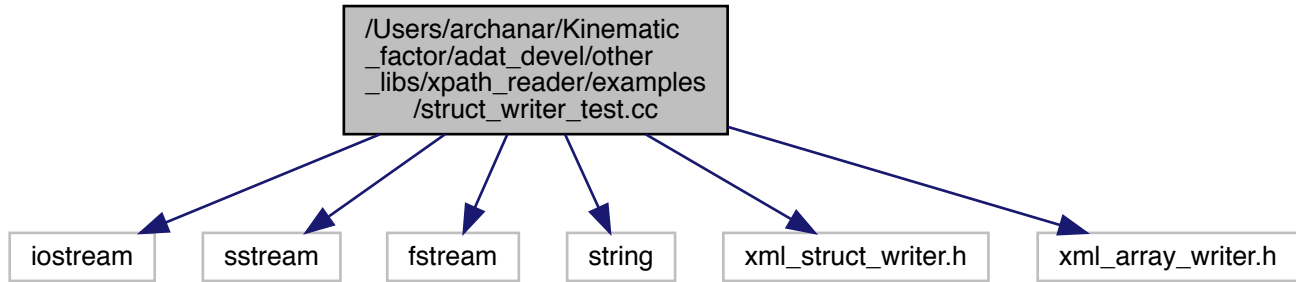 /Users/archanar/Kinematic
_factor/adat_devel/other
_libs/xpath_reader/examples
/struct_writer_test.cc
iostream
sstream
fstream
string
xml_struct_writer.h
xml_array_writer.h